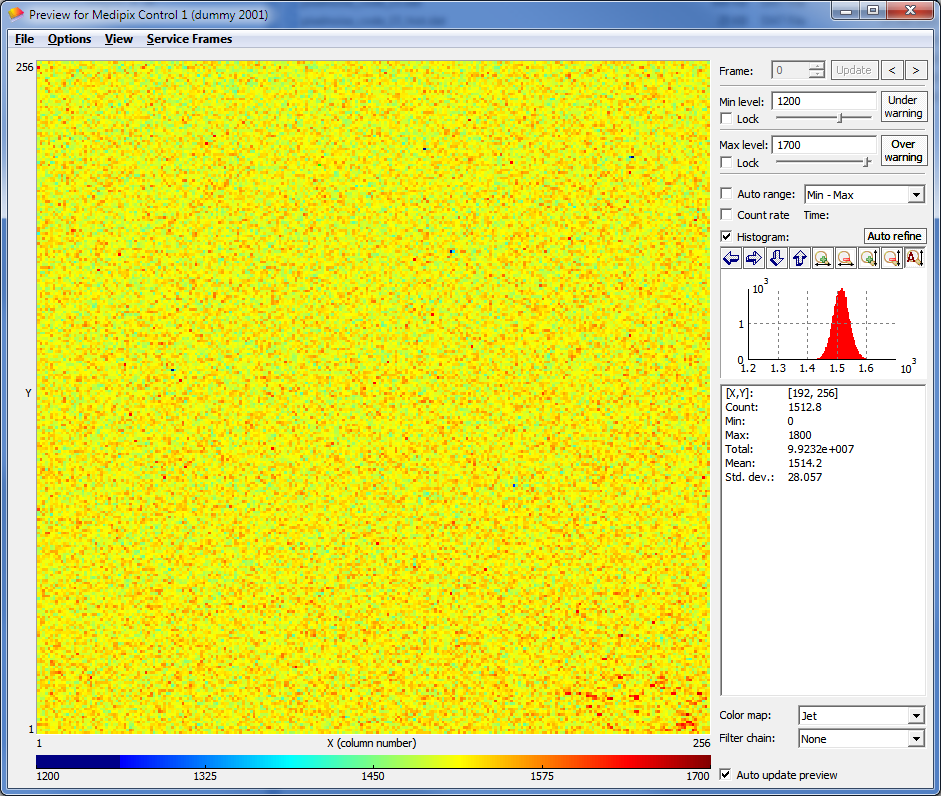 Preview for Medipix Control 1 (dummy 2001)
File Options View Service Frames
256
Y
1
1 X (column number) 256
1200 1325 1450 1575 1700
Frame: 0 Update < >
Min level: 1200 Under warning
Lock
Max level: 1700 Over warning
Lock
Auto range: Min - Max
Count rate Time:
Histogram: Auto refine
A
10³
1
0
1.2 1.3 1.4 1.5 1.6 10³
[X,Y]: [192, 256]
Count: 1512.8
Min: 0
Max: 1800
Total: 9.9232e+007
Mean: 1514.2
Std. dev.: 28.057
Color map: Jet
Filter chain: None
Auto update preview